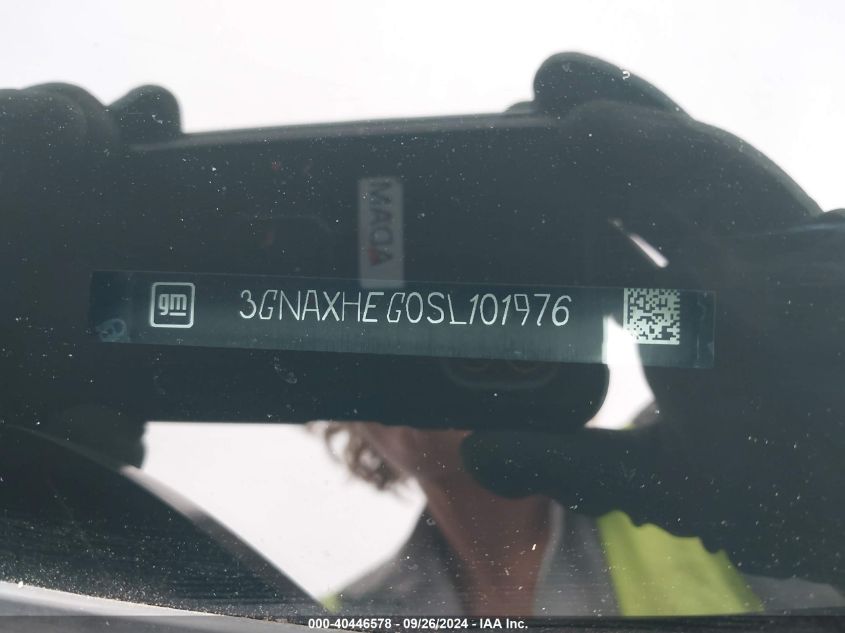 MAQA
gm 3GNAXHEG0SL101976
000-40446578 - 09/26/2024 - IAA Inc.